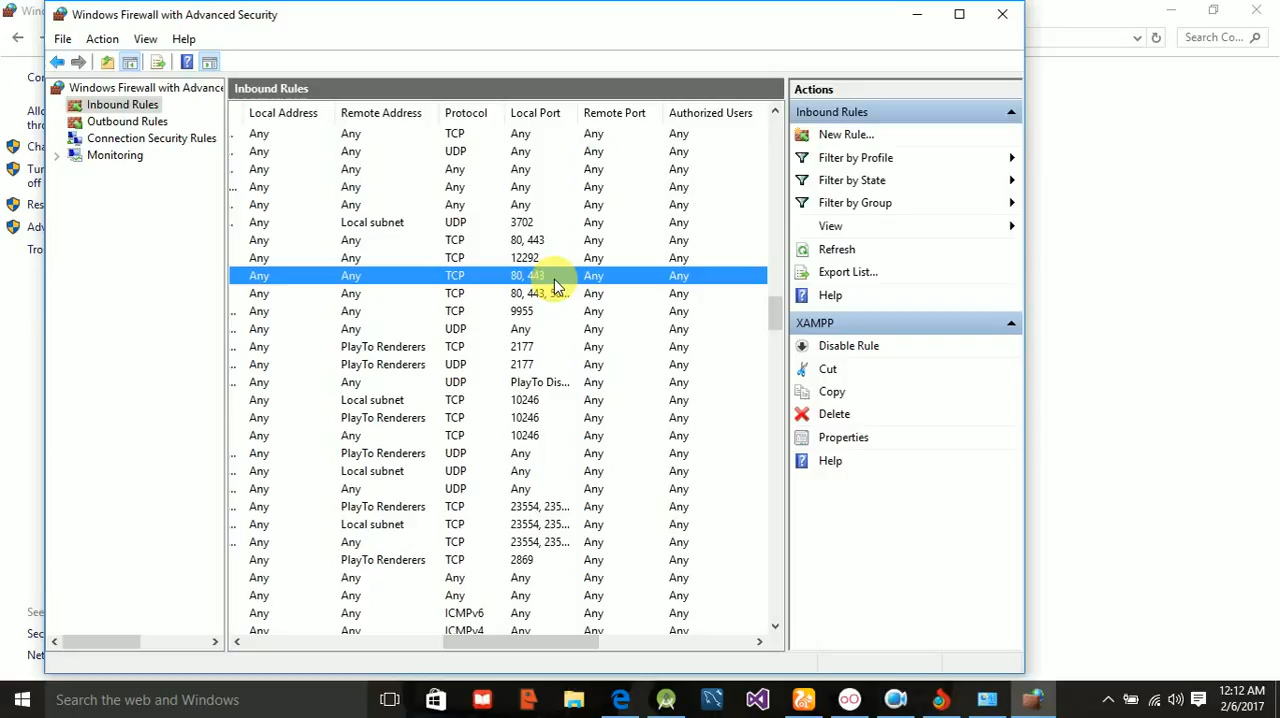 Windows Firewall with Advanced Security
File Action View Help
Windows Firewall with Advance
Inbound Rules
Outbound Rules
Connection Security Rules
Monitoring
Inbound Rules
Local Address Remote Address Protocol Local Port Remote Port Authorized Users
.. Any Any TCP Any Any Any
. Any Any UDP Any Any Any
. Any Any Any Any Any Any
... Any Any Any Any Any Any
. Any Any Any Any Any Any
. Any Local subnet UDP 3702 Any Any
Any Any TCP 80, 443 Any Any
Any Any TCP 12292 Any Any
Any Any TCP 80, 443 Any Any
Any Any TCP 80, 443, Any Any
.. Any Any TCP 9955 Any Any
.. Any Any UDP Any Any Any
.. Any PlayTo Renderers TCP 2177 Any Any
.. Any PlayTo Renderers UDP 2177 Any Any
.. Any Any UDP PlayTo Dis... Any Any
.. Any Local subnet TCP 10246 Any Any
.. Any PlayTo Renderers TCP 10246 Any Any
.. Any Any TCP 10246 Any Any
.. Any PlayTo Renderers UDP Any Any Any
.. Any Local subnet UDP Any Any Any
.. Any Any UDP Any Any Any
.. Any PlayTo Renderers TCP 23554, 235... Any Any
.. Any Local subnet TCP 23554, 235... Any Any
.. Any Any TCP 23554, 235... Any Any
.. Any PlayTo Renderers TCP 2869 Any Any
Any Any Any Any Any Any
Any Any Any Any Any Any
Any Any ICMPv6 Any Any Any
Any Any ICMPv4 Any Any Any
Actions
Inbound Rules
New Rule...
Filter by Profile
Filter by State
Filter by Group
View
Refresh
Export List...
Help
XAMPP
Disable Rule
Cut
Copy
Delete
Properties
Help
Search Co...
Search the web and Windows
12:12 AM
2/6/2017